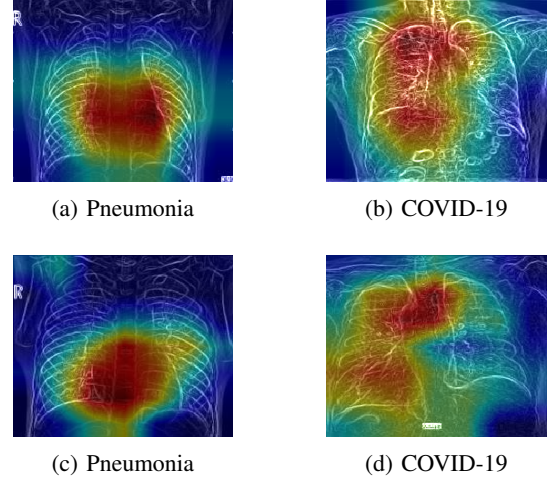 R
(a) Pneumonia
(b) COVID-19
R
(c) Pneumonia
(d) COVID-19